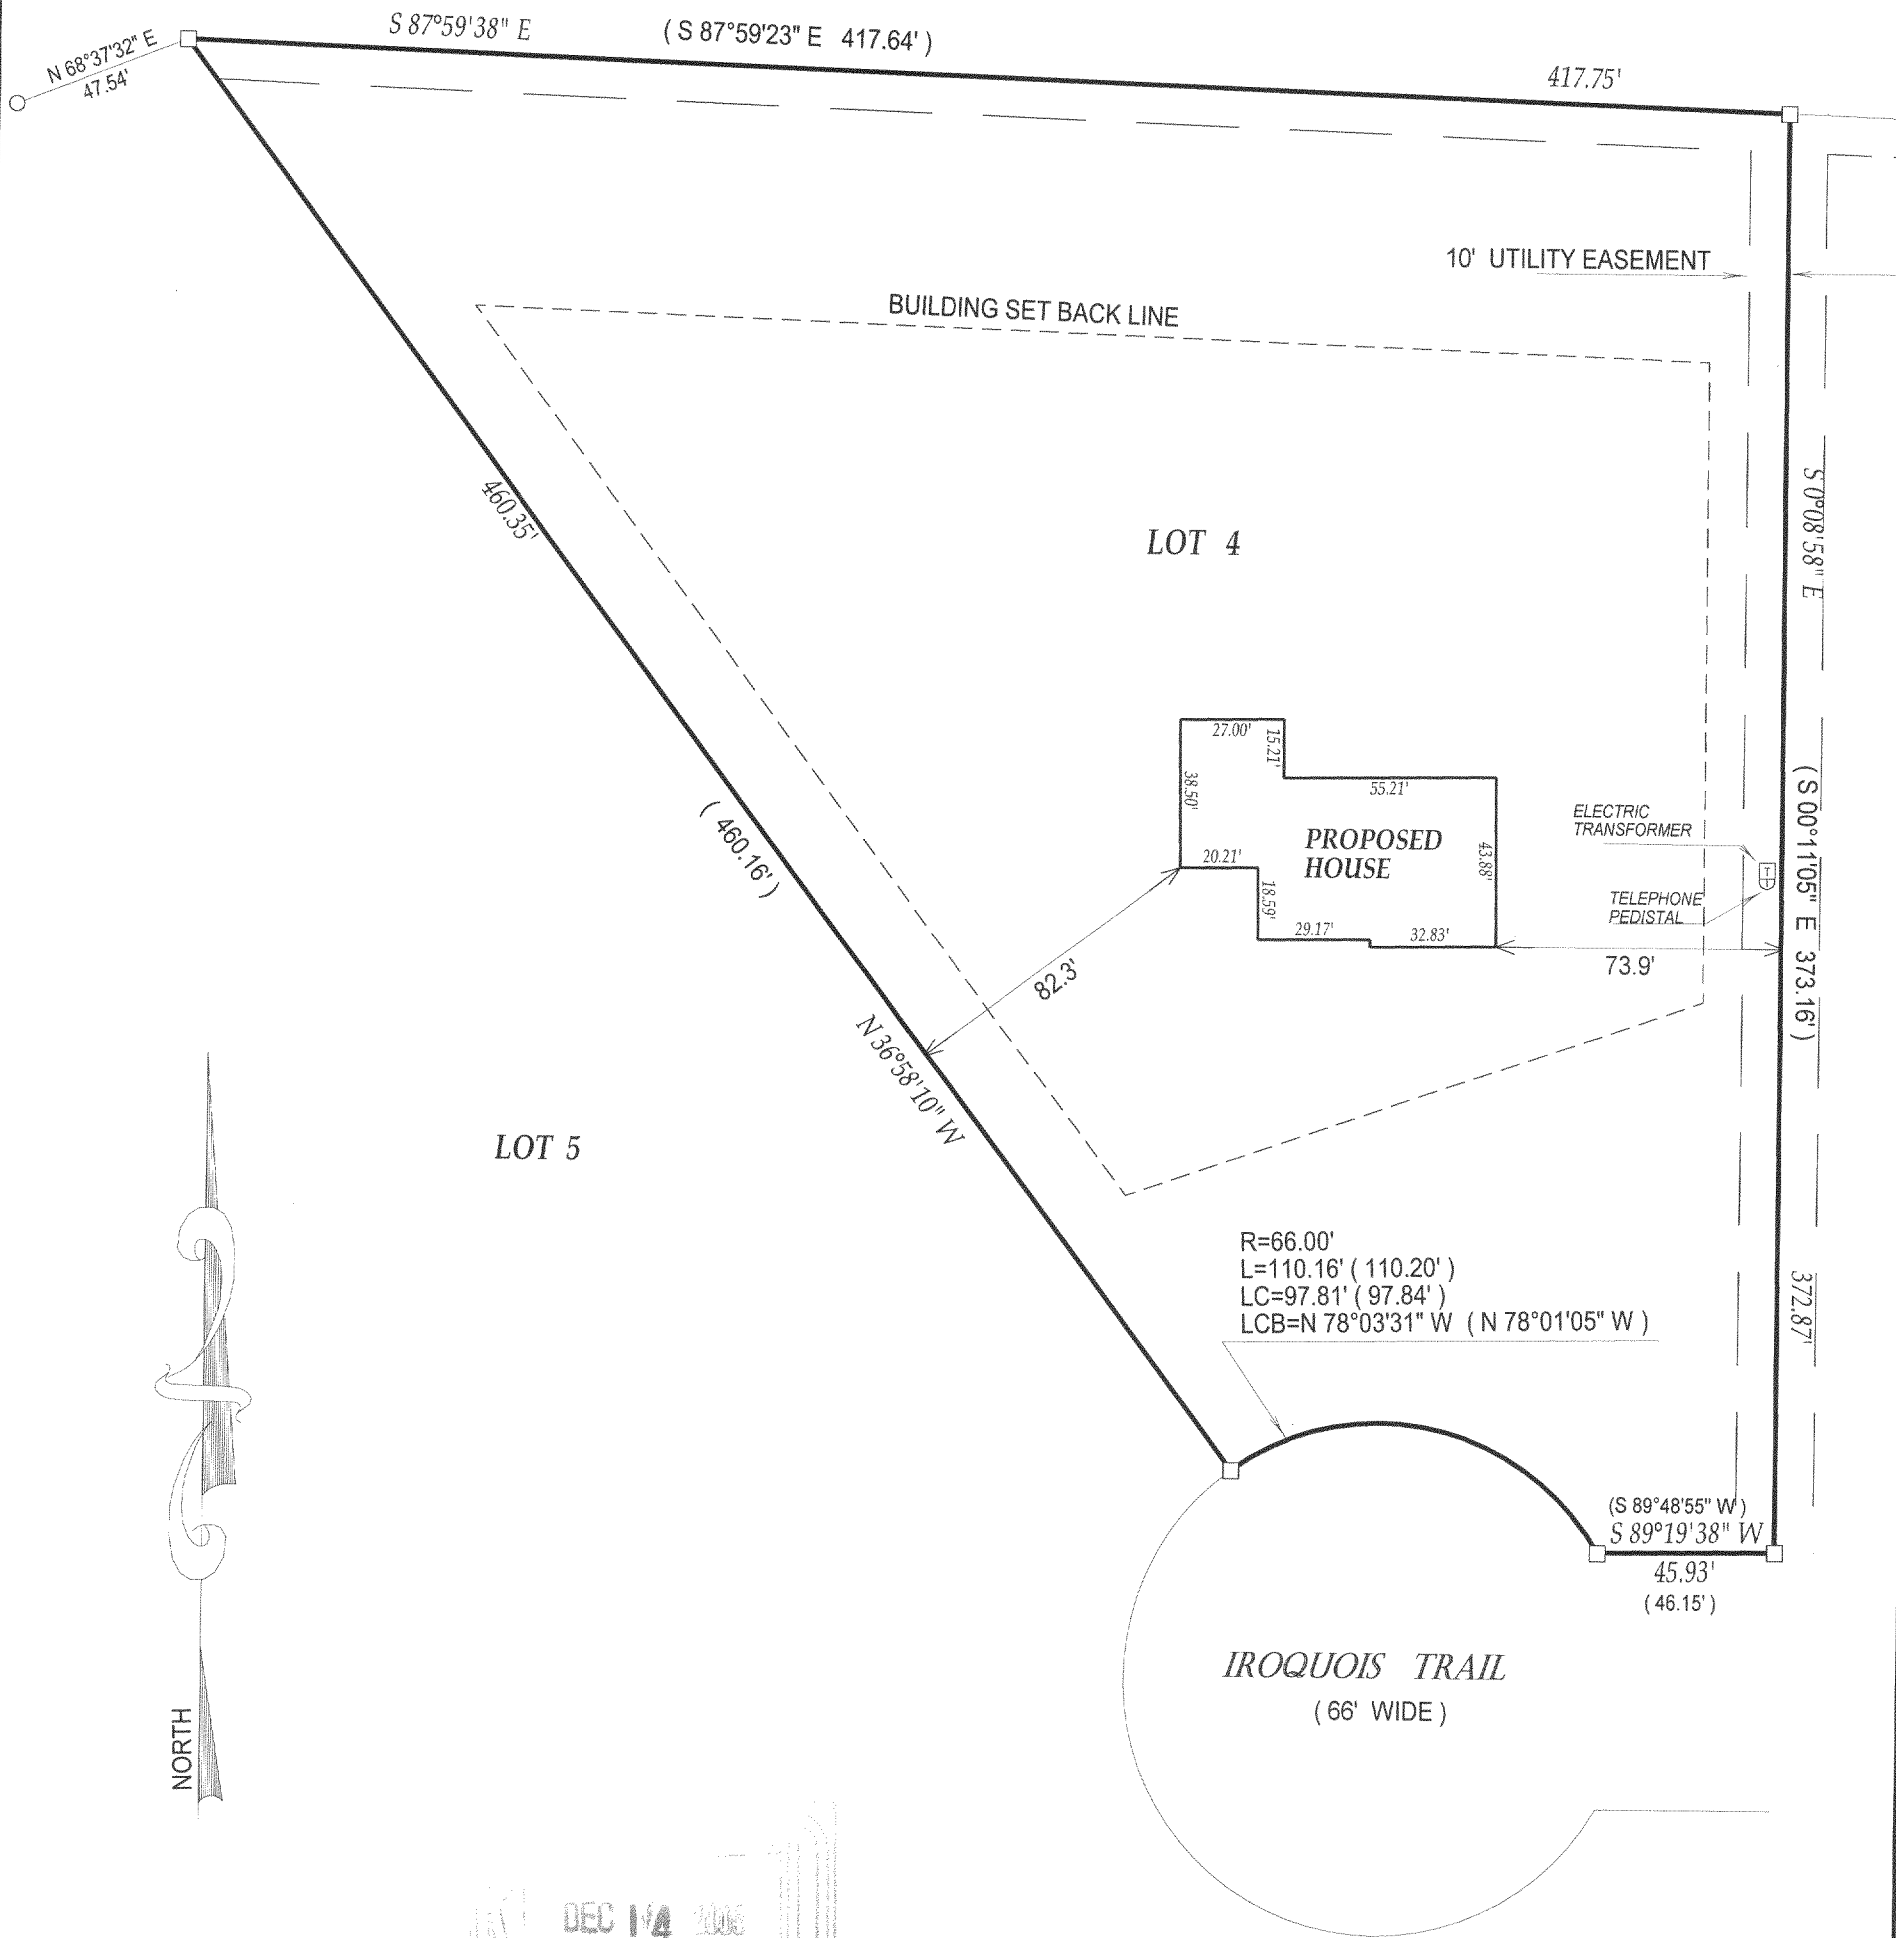 S 87°59'38" E
( S 87°59'23" E 417.64' )
N 68°37'32" E
47.54'
417.75'
10' UTILITY EASEMENT
BUILDING SET BACK LINE
460.35'
S 0°08'58" E
LOT 4
27.00'
15.21'
38.50'
55.21'
( 460.16' )
PROPOSED
HOUSE
43.88'
20.21'
18.59'
29.17'
32.83'
ELECTRIC
TRANSFORMER
T
T
TELEPHONE
PEDISTAL
( S 00°11'05" E 373.16' )
82.3'
73.9'
N 36°58'10" W
LOT 5
R=66.00'
L=110.16' ( 110.20' )
LC=97.81' ( 97.84' )
LCB=N 78°03'31" W ( N 78°01'05" W )
372.87'
(S 89°48'55" W )
S 89°19'38" W
45.93'
( 46.15' )
IROQUOIS TRAIL
( 66' WIDE )
NORTH
DEC 14